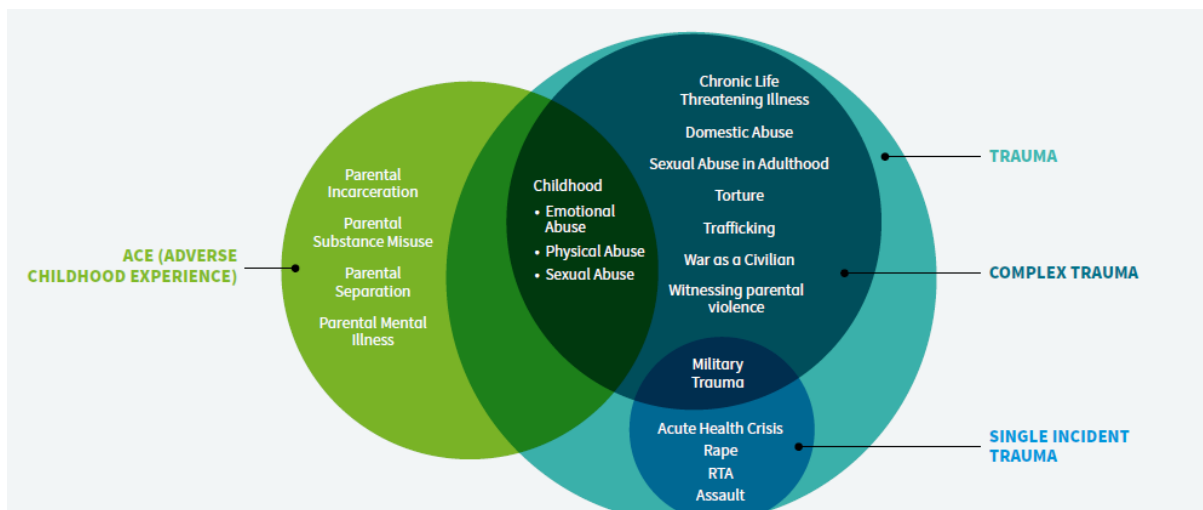 ACE (ADVERSE
CHILDHOOD EXPERIENCE)
Parental
Incarceration
Parental
Substance Misuse
Parental
Separation
Parental Mental
Illness
Childhood
• Emotional
Abuse
• Physical Abuse
• Sexual Abuse
Chronic Life
Threatening Illness
Domestic Abuse
Sexual Abuse in Adulthood
Torture
Trafficking
War as a Civilian
Witnessing parental
violence
Military
Trauma
Acute Health Crisis
Rape
RTA
Assault
TRAUMA
COMPLEX TRAUMA
SINGLE INCIDENT
TRAUMA